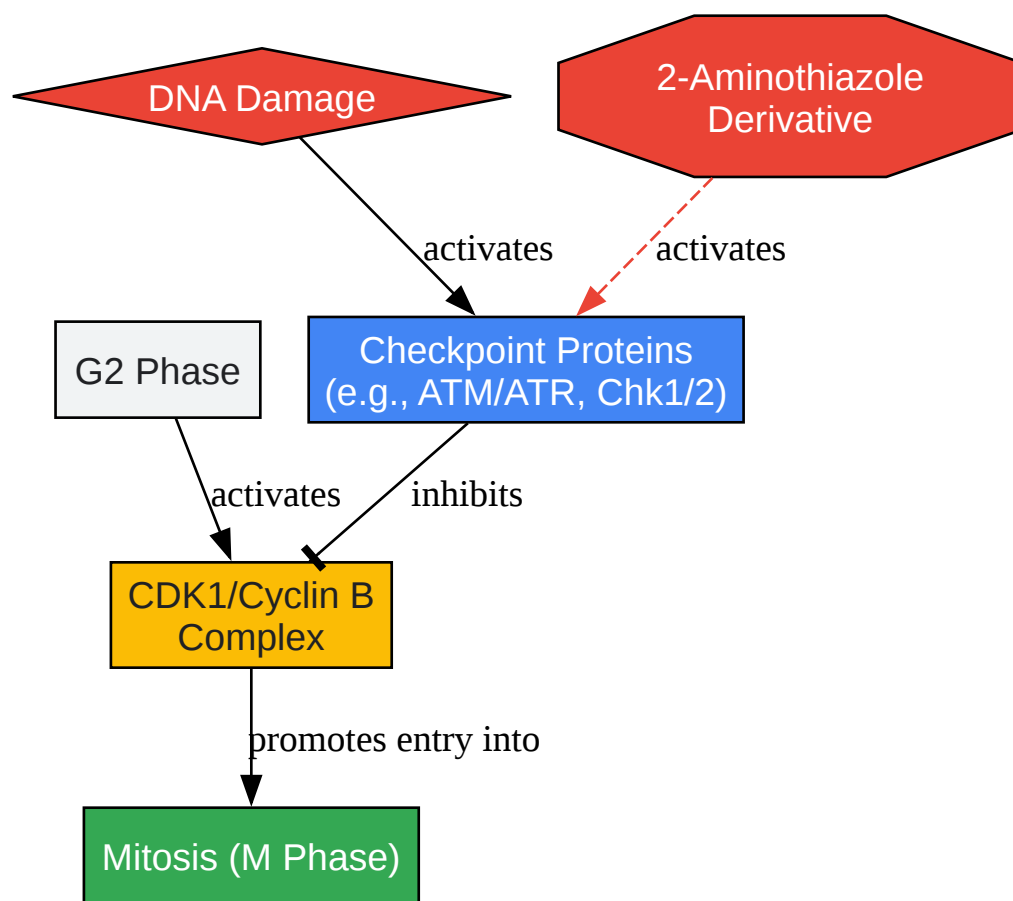 DNA Damage
2-Aminothiazole
Derivative
activates
activates
G2 Phase
Checkpoint Proteins
(e.g., ATM/ATR, Chk1/2)
activates
inhibits
CDK1/Cyclin B
Complex
promotes entry into
Mitosis (M Phase)